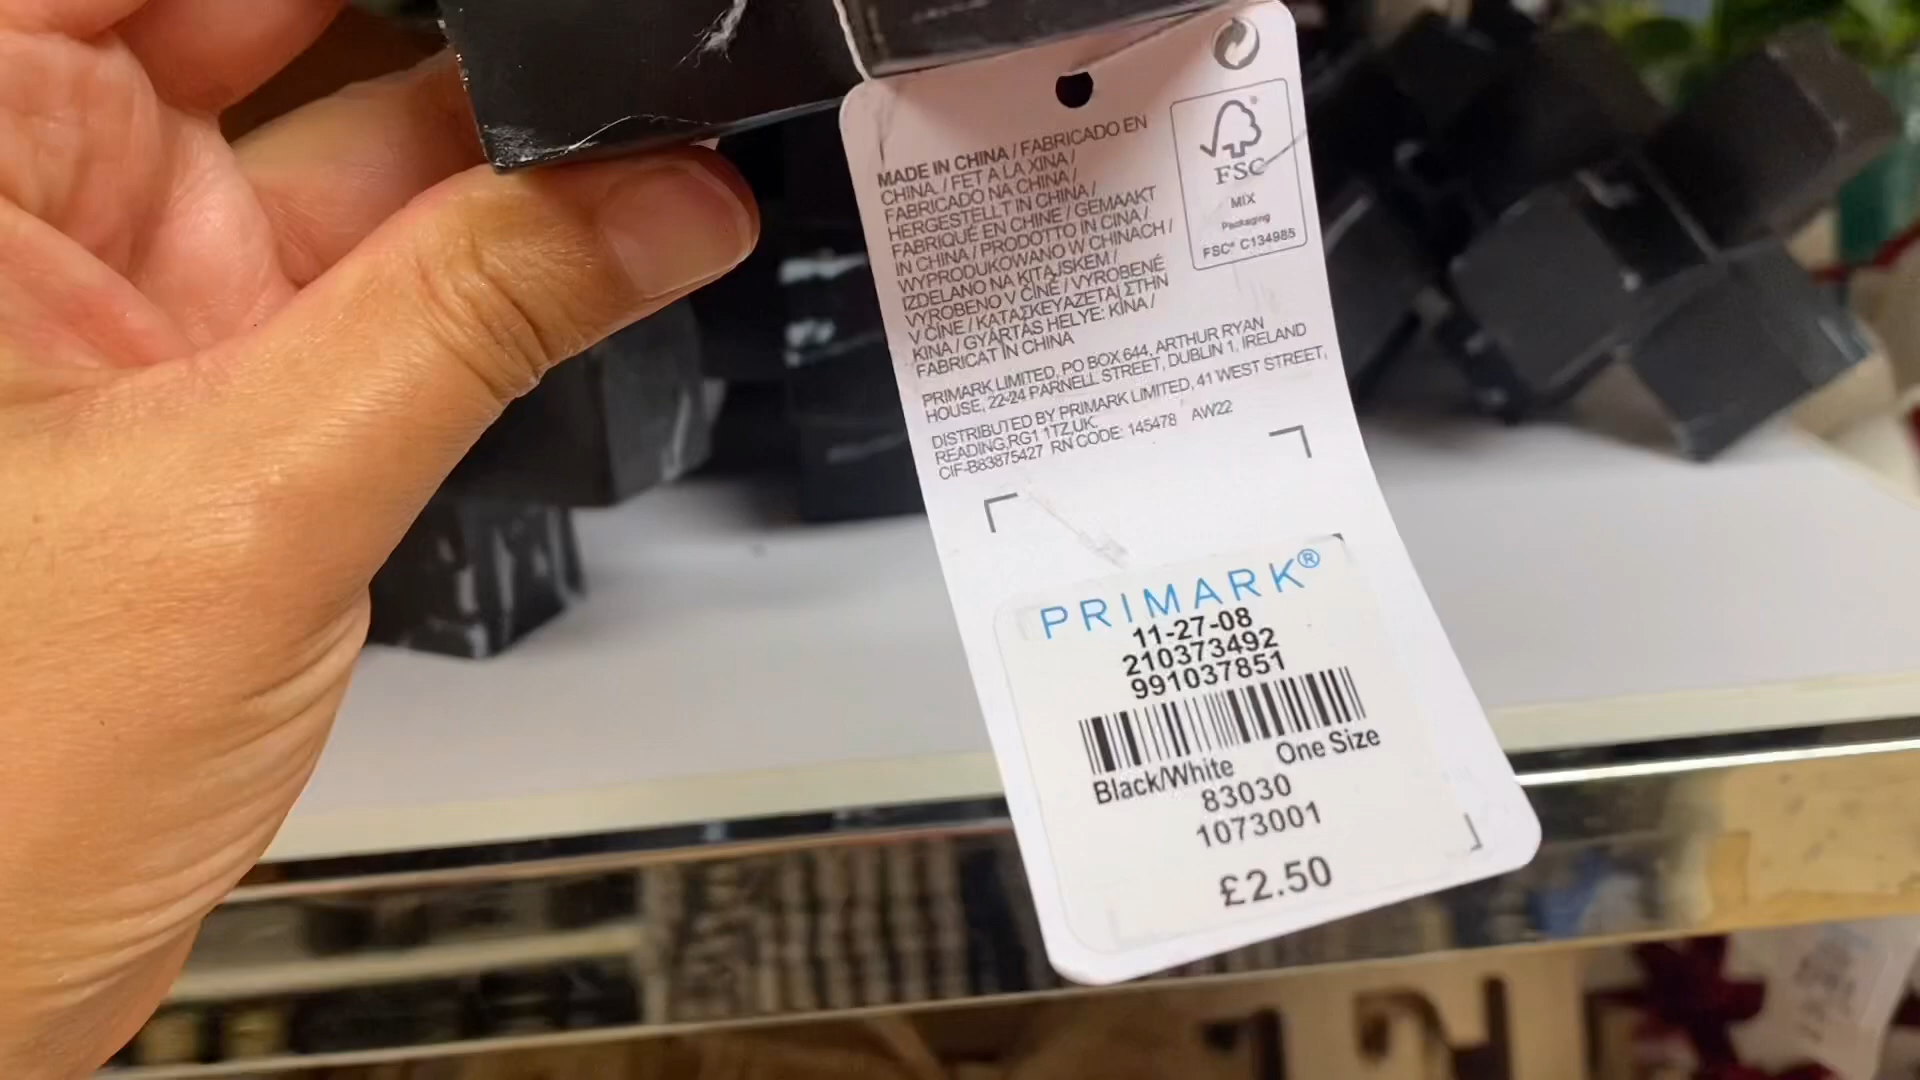 MADE IN CHINA / FABRICADO EN
CHINA. / FET A LA XINA /
FABRICADO NA CHINA /
HERGESTELLT IN CHINA /
FABRIQUÉ EN CHINE / GEMAAKT
IN CHINA / PRODOTTO IN CINA /
WYPRODUKOWANO W CHINACH /
IZDELANO NA KITAJSKEM /
VYROBENO V ČÍNĚ / VYROBENÉ
V ČÍNE / ΚΑΤΑΣΚΕΥΑΖΕΤΑΙ ΣΤΗΝ
ΚΙΝΑ / GYÁRTÁS HELYE: KÍNA /
FABRICAT ÎN CHINA
FSC
MIX
Packaging
FSC® C134985
PRIMARK LIMITED, PO BOX 644, ARTHUR RYAN
HOUSE, 22-24 PARNELL STREET, DUBLIN 1, IRELAND
DISTRIBUTED BY PRIMARK LIMITED, 41 WEST STREET,
READING,RG1 1TZ,UK.
CIF-B83875427 RN CODE: 145478 AW22
PRIMARK®
11-27-08
210373492
991037851
Black/White One Size
83030
1073001
£2.50